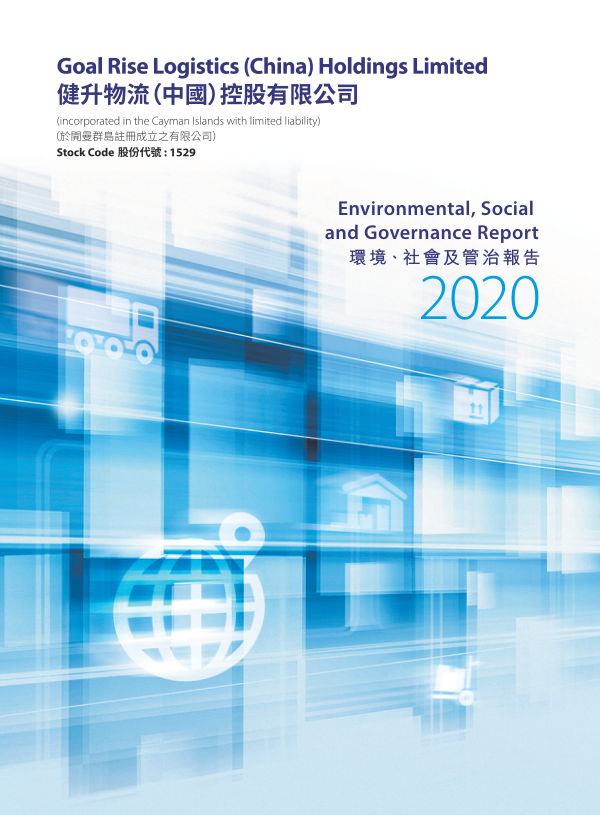 Goal Rise Logistics (China) Holdings Limited
健升物流（中國）控股有限公司
(incorporated in the Cayman Islands with limited liability)
(於開曼群島註冊成立之有限公司)
Stock Code 股份代號 : 1529
Environmental, Social
and Governance Report
環境、社會及管治報告
2020